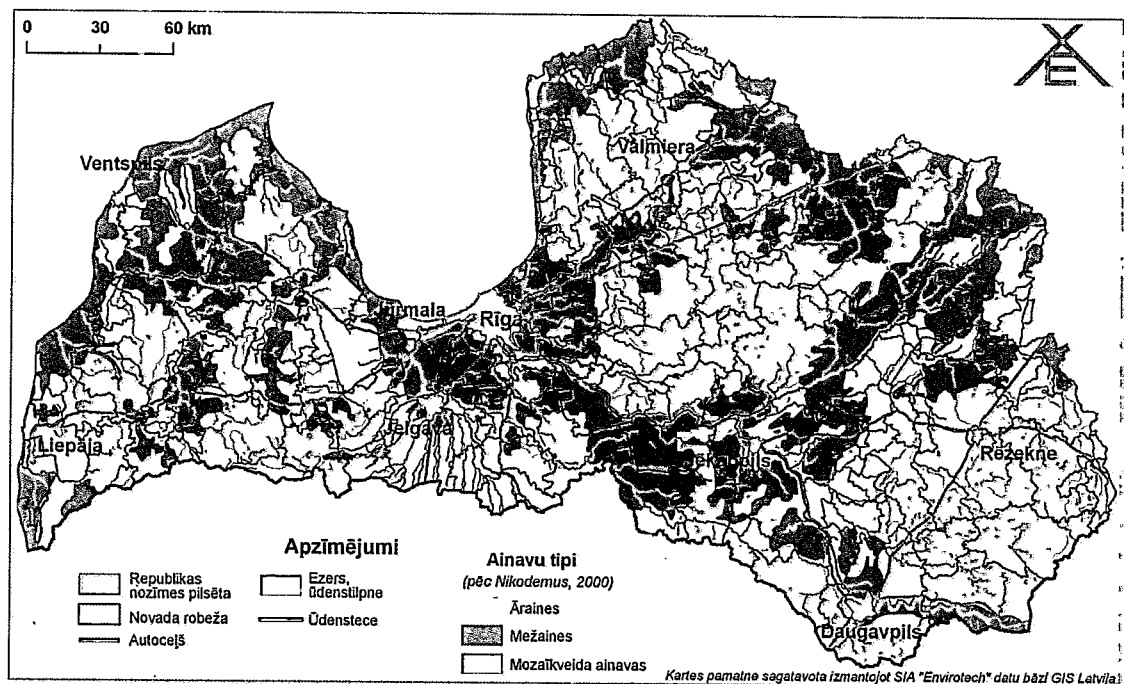 0 30 60 km
Ventspils
Valmiera
Jūrmala
Rīga
Liepāja
Jelgava
Jēkabpils
Rēzekne
Daugavpils
Apzīmējumi
Republikas
nozīmes pilsēta
Novada robeža
Autoceļš
Ezers,
ūdenstilpne
Ūdenstece
Ainavu tipi
(pēc Nikodemus, 2000)
Āraines
Mežaines
Mozaīkveida ainavas
Kartes pamatne sagatavota izmantojot SIA "Envirotech" datu bāzi GIS Latvija